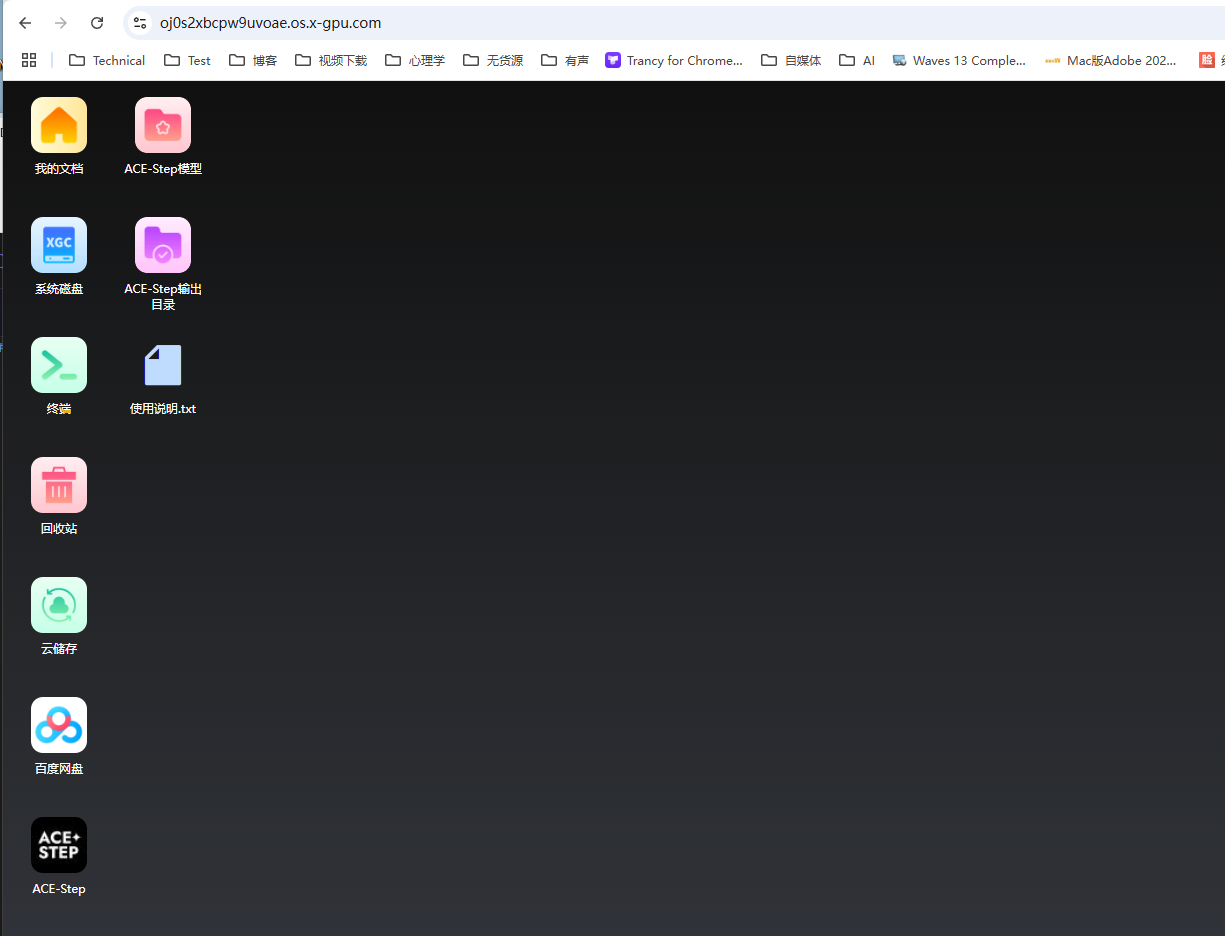 oj0s2xbcpw9uvoae.os.x-gpu.com
Technical
Test
博客
视频下载
心理学
无货源
有声
Trancy for Chrome...
自媒体
AI
Waves 13 Comple...
Mac版Adobe 202...
脸
我的文档
ACE-Step模型
XGC
系统磁盘
ACE-Step输出
目录
终端
使用说明.txt
回收站
云储存
百度网盘
ACE
STEP
ACE-Step